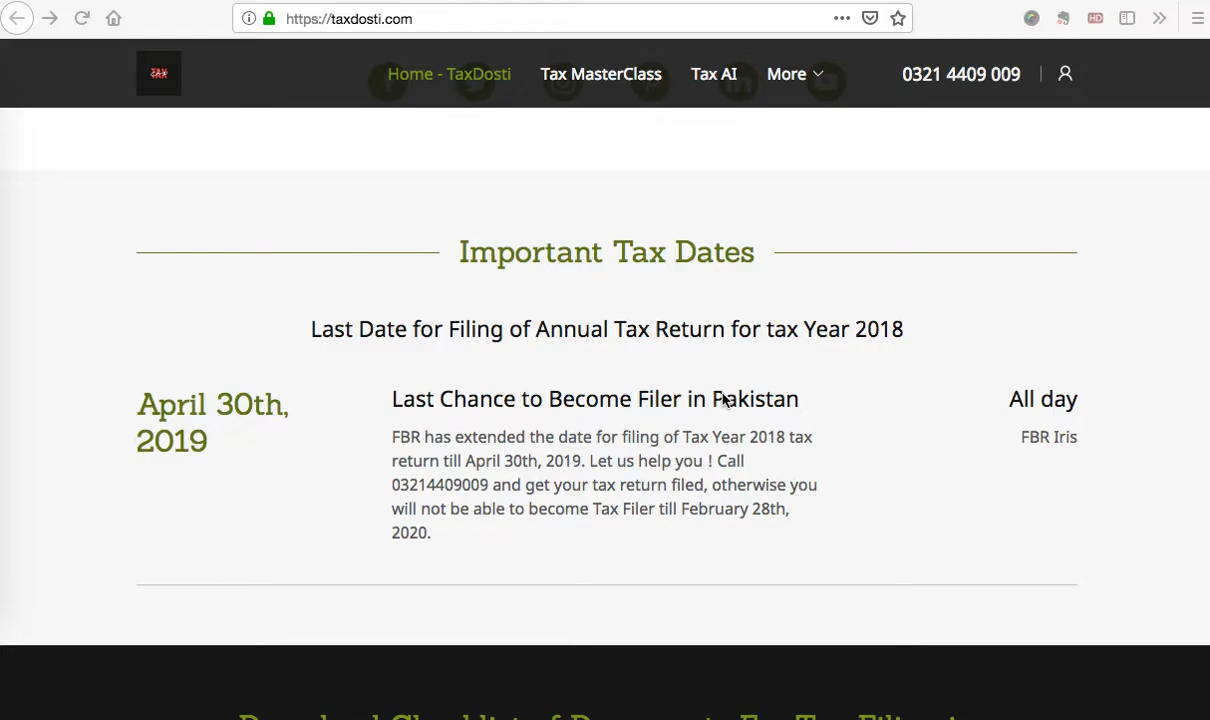 https://taxdosti.com
HD
TAX
Home - TaxDosti
Tax MasterClass
Tax AI
More
0321 4409 009
Important Tax Dates
Last Date for Filing of Annual Tax Return for tax Year 2018
April 30th,
2019
Last Chance to Become Filer in Pakistan
FBR has extended the date for filing of Tax Year 2018 tax
return till April 30th, 2019. Let us help you ! Call
03214409009 and get your tax return filed, otherwise you
will not be able to become Tax Filer till February 28th,
2020.
All day
FBR Iris